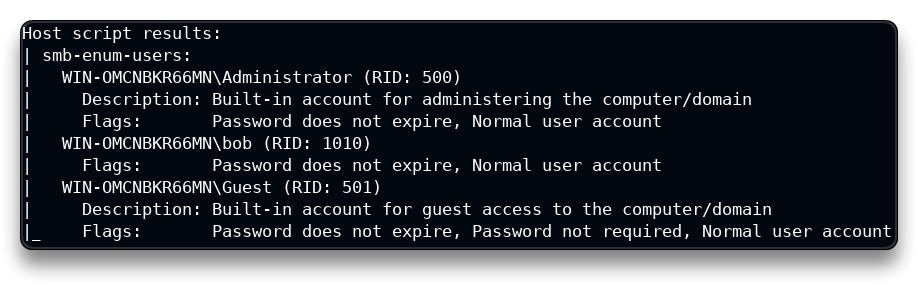 Host script results:
| smb-enum-users:
|   WIN-OMCNBKR66MN\Administrator (RID: 500)
|     Description: Built-in account for administering the computer/domain
|     Flags:       Password does not expire, Normal user account
|   WIN-OMCNBKR66MN\bob (RID: 1010)
|     Flags:       Password does not expire, Normal user account
|   WIN-OMCNBKR66MN\Guest (RID: 501)
|     Description: Built-in account for guest access to the computer/domain
|_    Flags:       Password does not expire, Password not required, Normal user account